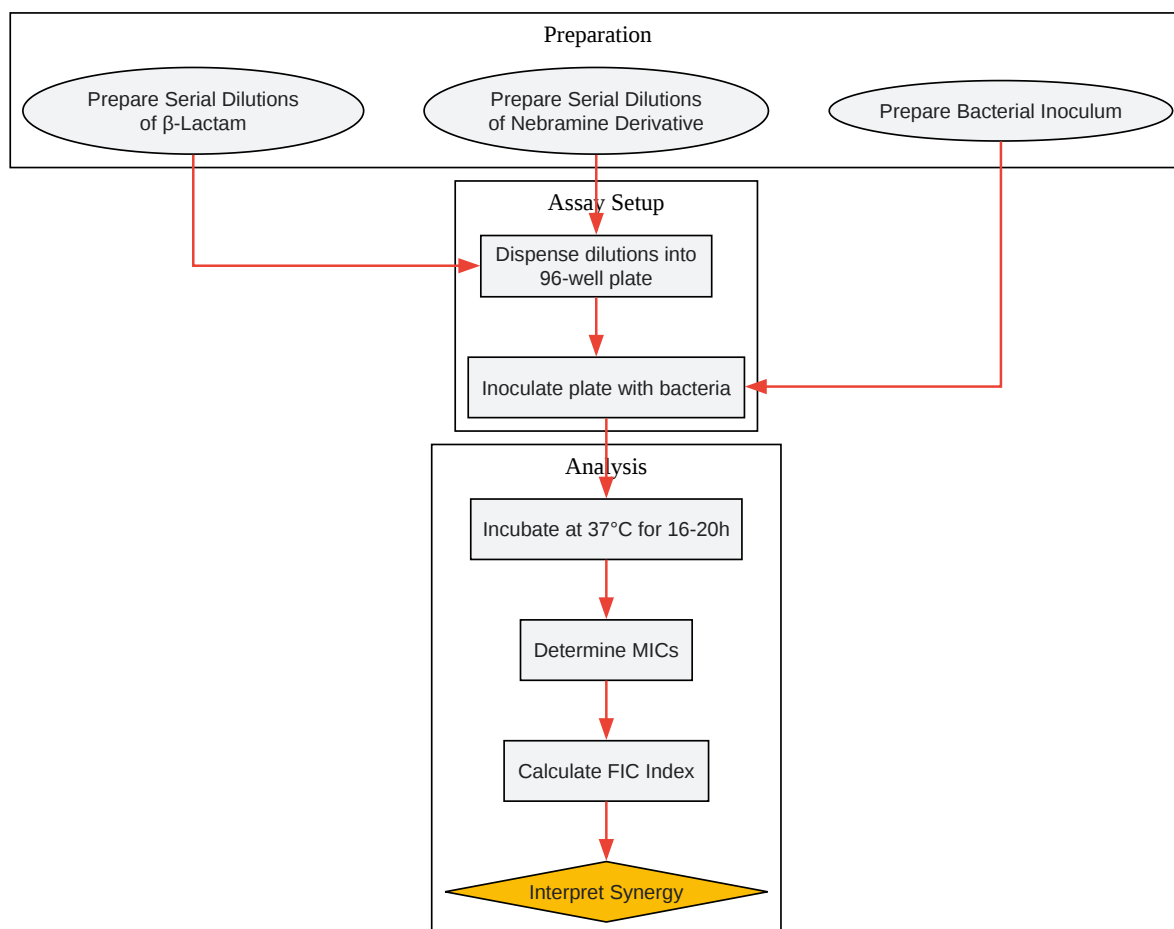 Preparation
Prepare Serial Dilutions
of β-Lactam
Prepare Serial Dilutions
of Nebramine Derivative
Prepare Bacterial Inoculum
Assay Setup
Dispense dilutions into
96-well plate
Inoculate plate with bacteria
Analysis
Incubate at 37°C for 16-20h
Determine MICs
Calculate FIC Index
Interpret Synergy